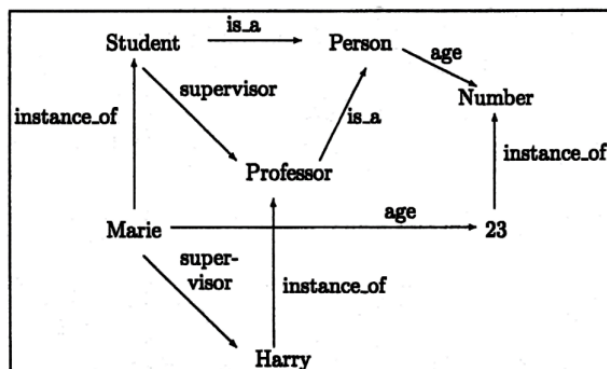 is_a
Student
Person
age
supervisor
Number
instance_of
is_a
instance_of
Professor
age
Marie
23
super-
visor
instance_of
Harry